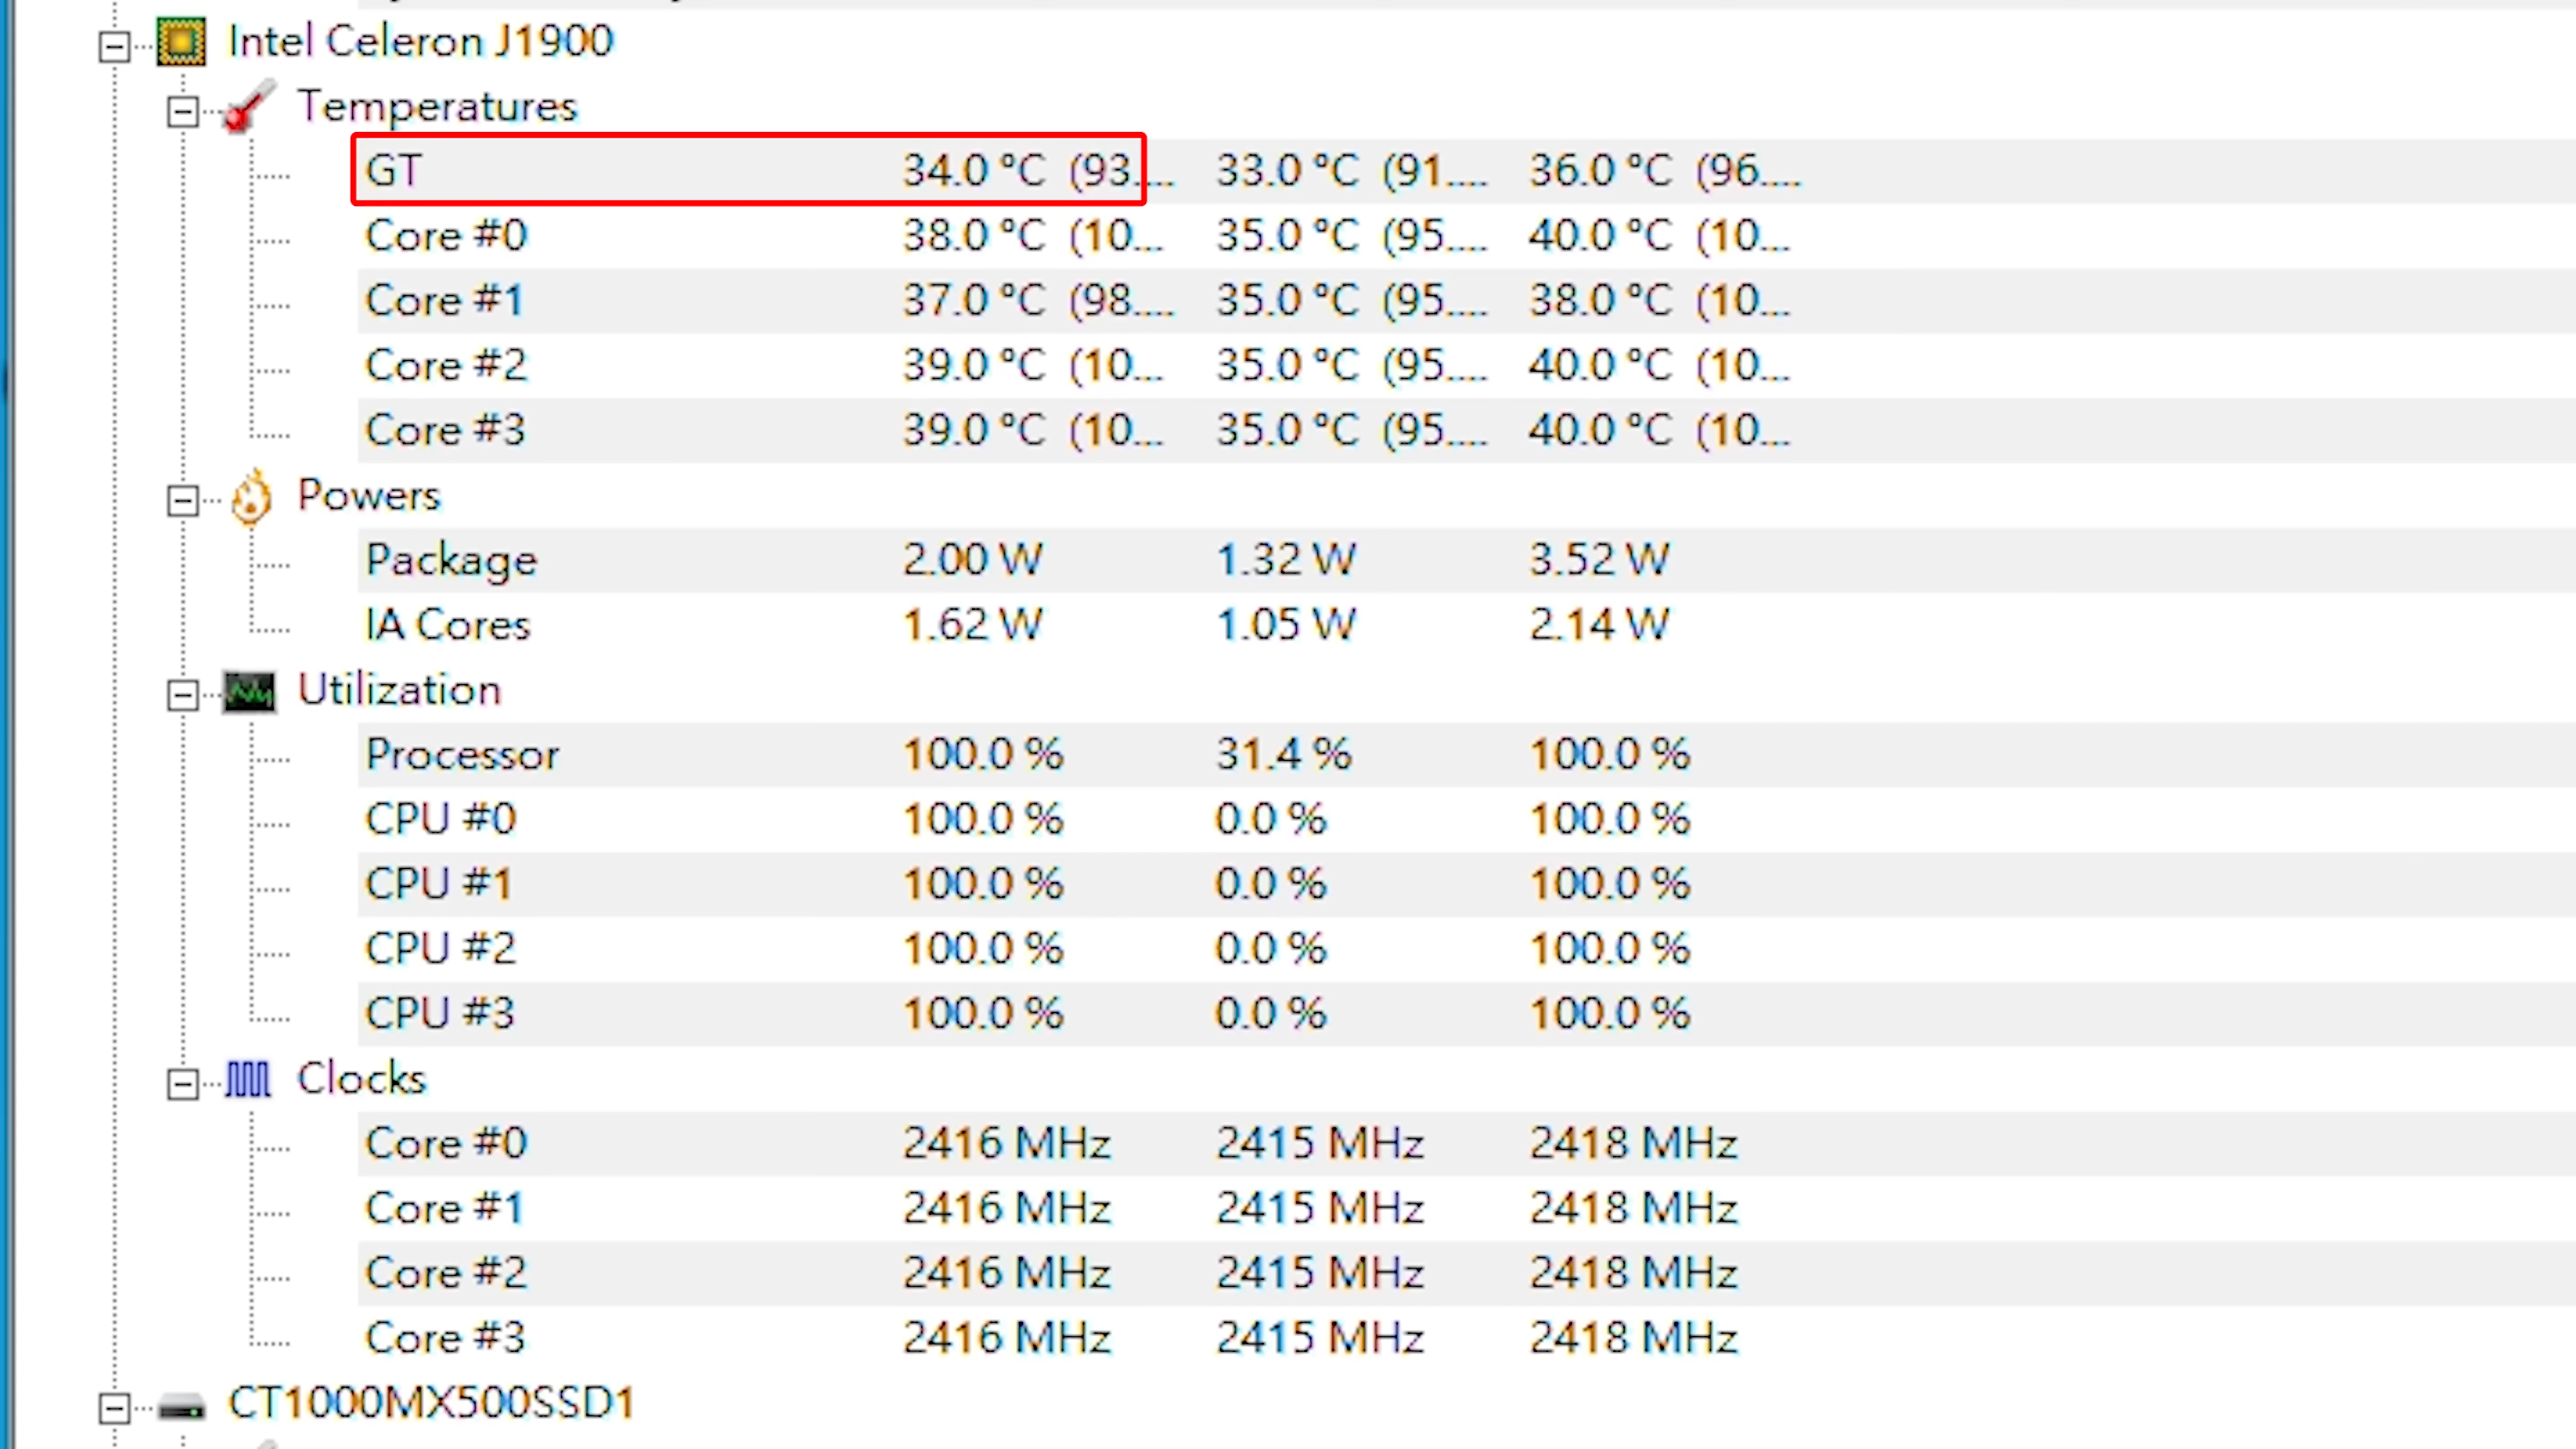 Intel Celeron J1900
Temperatures
GT 34.0 °C (93.... 33.0 °C (91.... 36.0 °C (96....
Core #0 38.0 °C (10... 35.0 °C (95.... 40.0 °C (10...
Core #1 37.0 °C (98.... 35.0 °C (95.... 38.0 °C (10...
Core #2 39.0 °C (10... 35.0 °C (95.... 40.0 °C (10...
Core #3 39.0 °C (10... 35.0 °C (95.... 40.0 °C (10...
Powers
Package 2.00 W 1.32 W 3.52 W
IA Cores 1.62 W 1.05 W 2.14 W
Utilization
Processor 100.0 % 31.4 % 100.0 %
CPU #0 100.0 % 0.0 % 100.0 %
CPU #1 100.0 % 0.0 % 100.0 %
CPU #2 100.0 % 0.0 % 100.0 %
CPU #3 100.0 % 0.0 % 100.0 %
Clocks
Core #0 2416 MHz 2415 MHz 2418 MHz
Core #1 2416 MHz 2415 MHz 2418 MHz
Core #2 2416 MHz 2415 MHz 2418 MHz
Core #3 2416 MHz 2415 MHz 2418 MHz
CT1000MX500SSD1